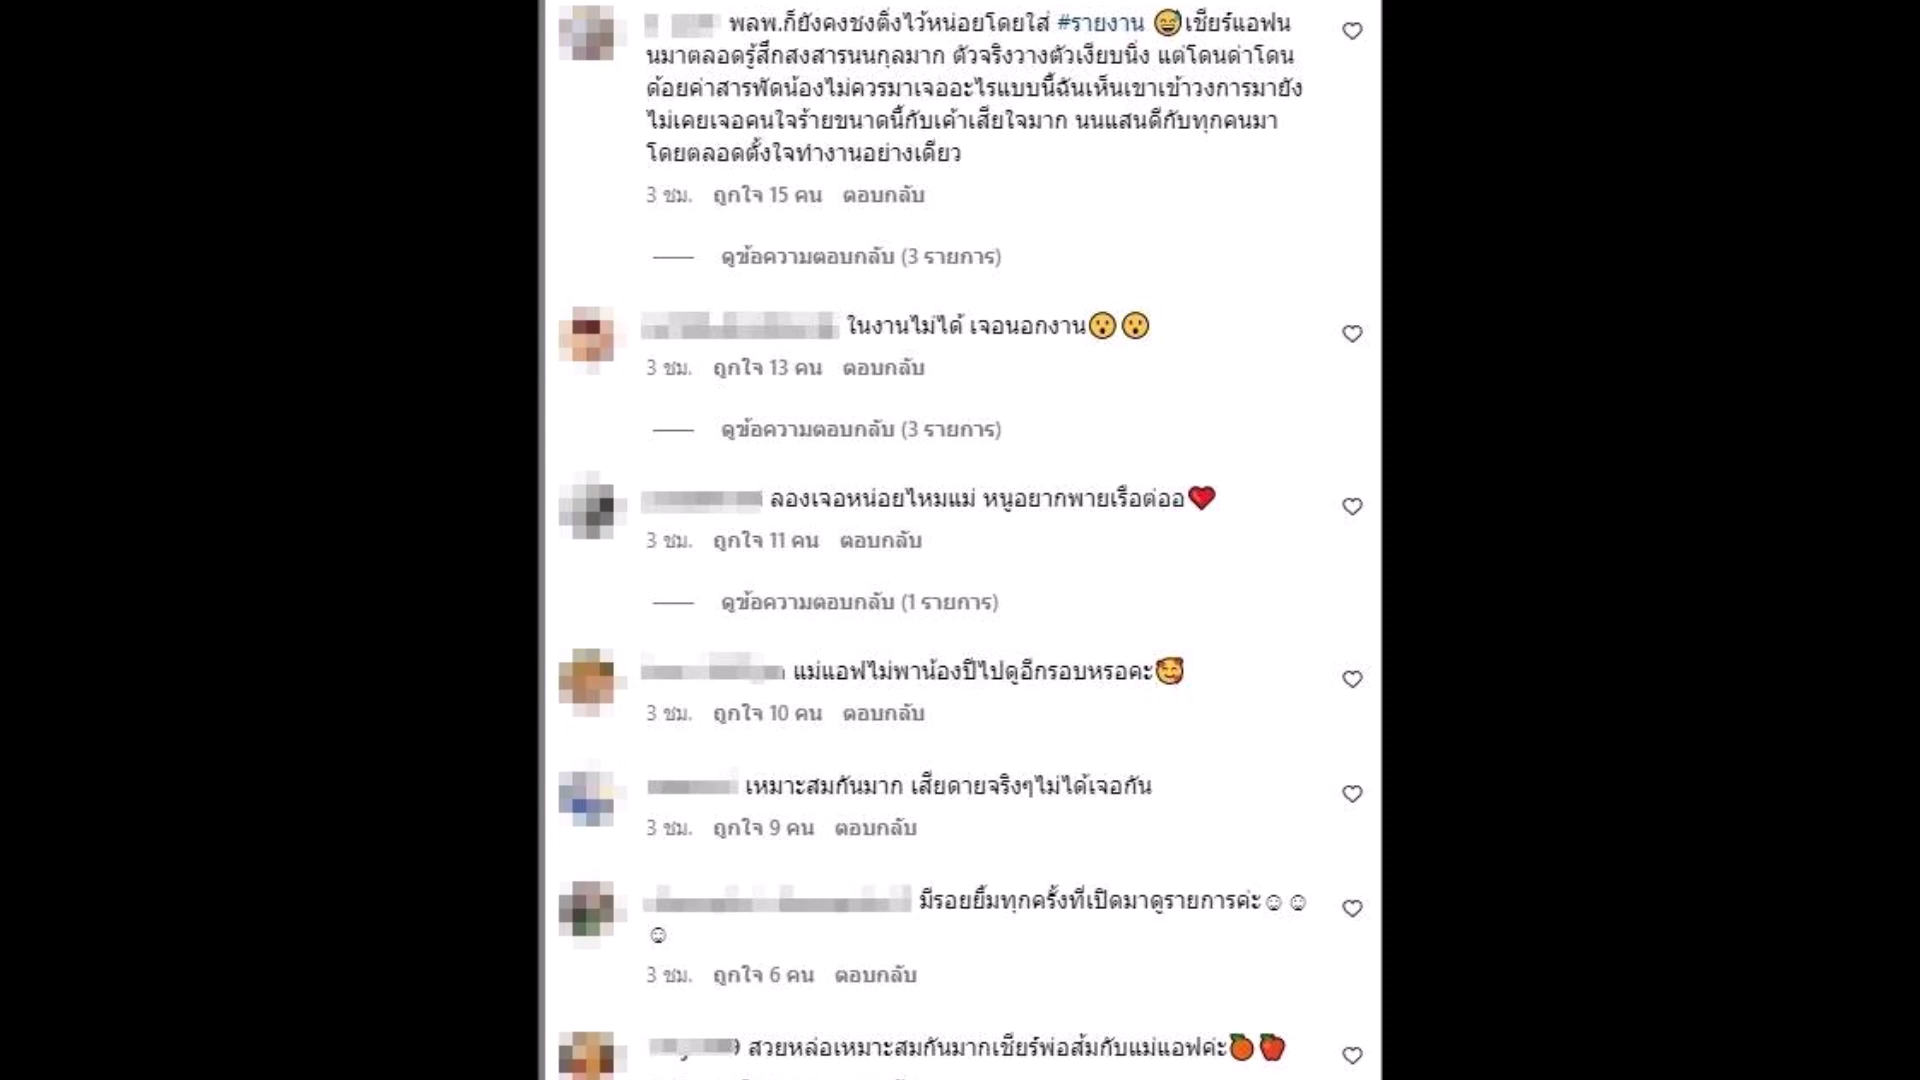 พลพ.ก็ยังคงชงติ่งไว้หน่อยโดยใส่ #รายงาน 😅เชียร์แอฟน
นมาตลอดรู้สึกสงสารนนกุลมาก ตัวจริงวางตัวเงียบนิ่ง แต่โดนด่าโดน
ด้อยค่าสารพัดน้องไม่ควรมาเจออะไรแบบนี้ฉันเห็นเขาเข้าวงการมายัง
ไม่เคยเจอคนใจร้ายขนาดนี้กับเค้าเสียใจมาก นนแสนดีกับทุกคนมา
โดยตลอดตั้งใจทำงานอย่างเดียว
3 ชม. ถูกใจ 15 คน ตอบกลับ
ดูข้อความตอบกลับ (3 รายการ)
ในงานไม่ได้ เจอนอกงาน😮😮
3 ชม. ถูกใจ 13 คน ตอบกลับ
ดูข้อความตอบกลับ (3 รายการ)
ลองเจอหน่อยไหมแม่ หนูอยากพายเรือต่ออ❤️
3 ชม. ถูกใจ 11 คน ตอบกลับ
ดูข้อความตอบกลับ (1 รายการ)
แม่แอฟไม่พาน้องปีไปดูอีกรอบหรอคะ🥰
3 ชม. ถูกใจ 10 คน ตอบกลับ
เหมาะสมกันมาก เสียดายจริงๆไม่ได้เจอกัน
3 ชม. ถูกใจ 9 คน ตอบกลับ
มีรอยยิ้มทุกครั้งที่เปิดมาดูรายการค่ะ☺☺
☺
3 ชม. ถูกใจ 6 คน ตอบกลับ
สวยหล่อเหมาะสมกันมากเชียร์พ่อส้มกับแม่แอฟค่ะ🍊🍎